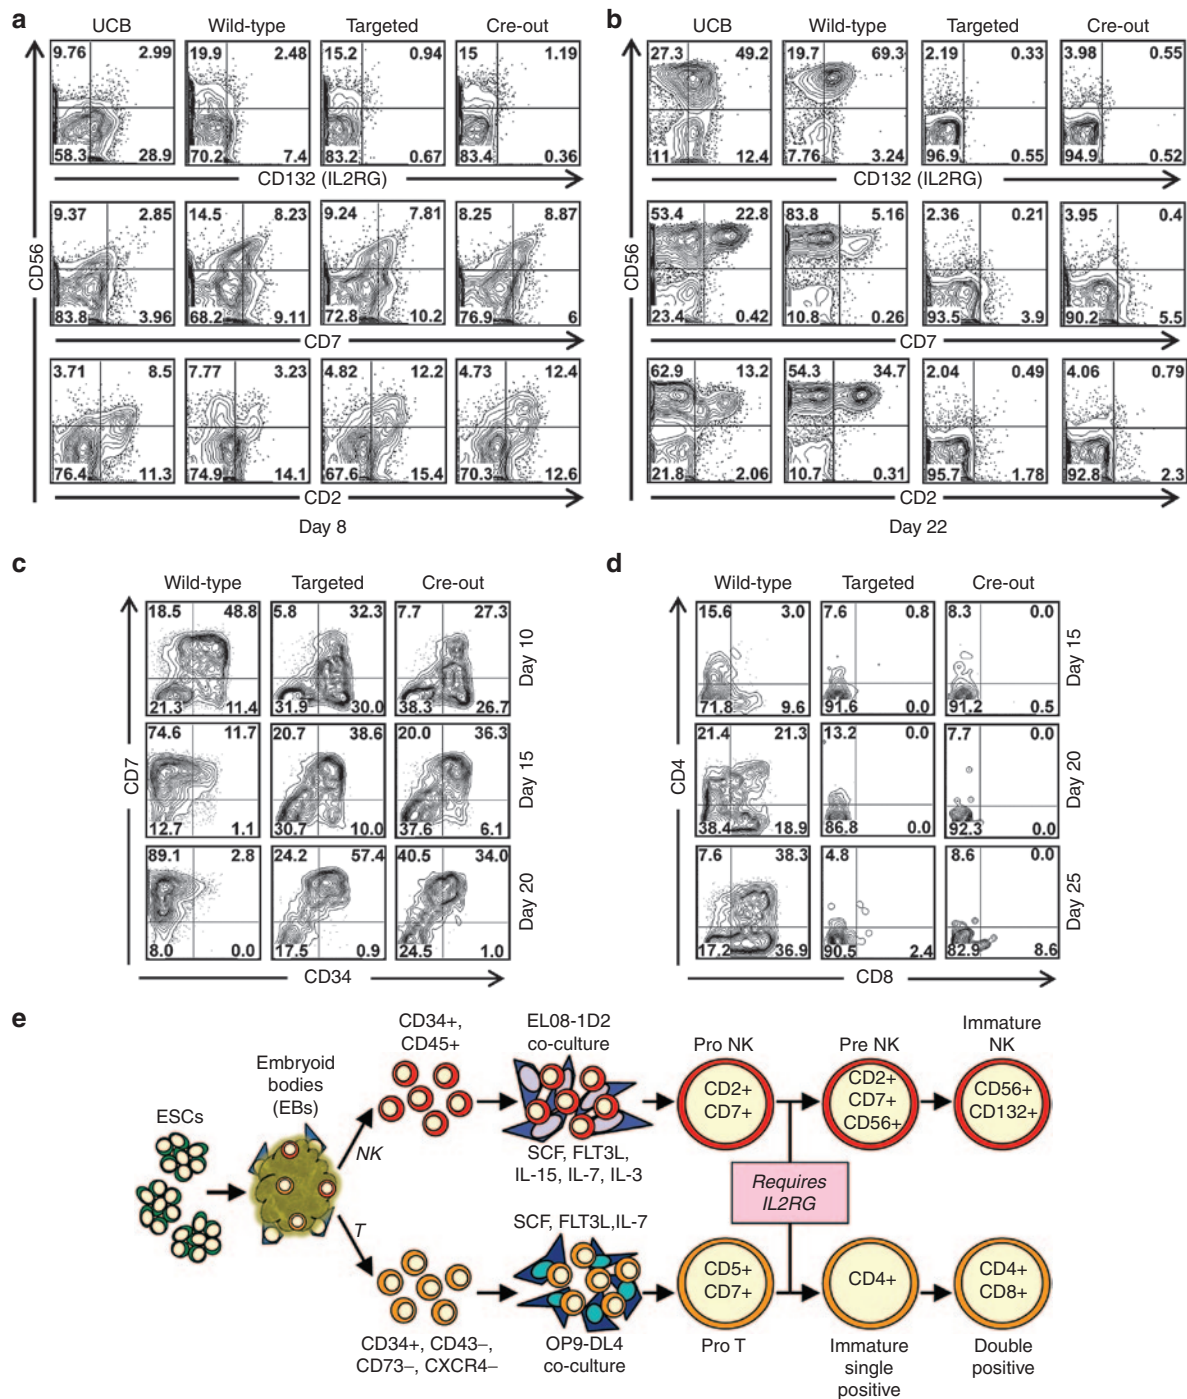 a
UCB
Wild-type
Targeted
Cre-out
9.76 2.99
19.9 2.48
15.2 0.94
15 1.19
58.3 28.9
70.2 7.4
83.2 0.67
83.4 0.36
CD132 (IL2RG)
9.37 2.85
14.5 8.23
9.24 7.81
8.25 8.87
CD56
83.8 3.96
68.2 9.11
72.8 10.2
76.9 6
CD7
3.71 8.5
7.77 3.23
4.82 12.2
4.73 12.4
76.4 11.3
74.9 14.1
67.6 15.4
70.3 12.6
CD2
Day 8
b
UCB
Wild-type
Targeted
Cre-out
27.3 49.2
19.7 69.3
2.19 0.33
3.98 0.55
11 12.4
7.76 3.24
96.9 0.55
94.9 0.52
CD132 (IL2RG)
53.4 22.8
83.8 5.16
2.36 0.21
3.95 0.4
CD56
23.4 0.42
10.8 0.26
93.5 3.9
90.2 5.5
CD7
62.9 13.2
54.3 34.7
2.04 0.49
4.06 0.79
21.8 2.06
10.7 0.31
95.7 1.78
92.8 2.3
CD2
Day 22
c
Wild-type
Targeted
Cre-out
18.5 48.8
5.8 32.3
7.7 27.3
Day 10
21.3 11.4
31.9 30.0
38.3 26.7
74.6 11.7
20.7 38.6
20.0 36.3
CD7
Day 15
12.7 1.1
30.7 10.0
37.6 6.1
89.1 2.8
24.2 57.4
40.5 34.0
Day 20
8.0 0.0
17.5 0.9
24.5 1.0
CD34
d
Wild-type
Targeted
Cre-out
15.6 3.0
7.6 0.8
8.3 0.0
Day 15
71.8 9.6
91.6 0.0
91.2 0.5
21.4 21.3
13.2 0.0
7.7 0.0
CD4
Day 20
38.4 18.9
86.8 0.0
92.3 0.0
7.6 38.3
4.8
8.6 0.0
Day 25
17.2 36.9
90.5 2.4
82.9 8.6
CD8
e
ESCs
Embryoid
bodies
(EBs)
NK
T
CD34+,
CD45+
EL08-1D2
co-culture
SCF, FLT3L,
IL-15, IL-7, IL-3
Pro NK
CD2+
CD7+
Pre NK
CD2+
CD7+
CD56+
Immature
NK
CD56+
CD132+
Requires
IL2RG
CD34+, CD43–,
CD73–, CXCR4–
SCF, FLT3L,IL-7
OP9-DL4
co-culture
CD5+
CD7+
Pro T
CD4+
Immature
single
positive
CD4+
CD8+
Double
positive